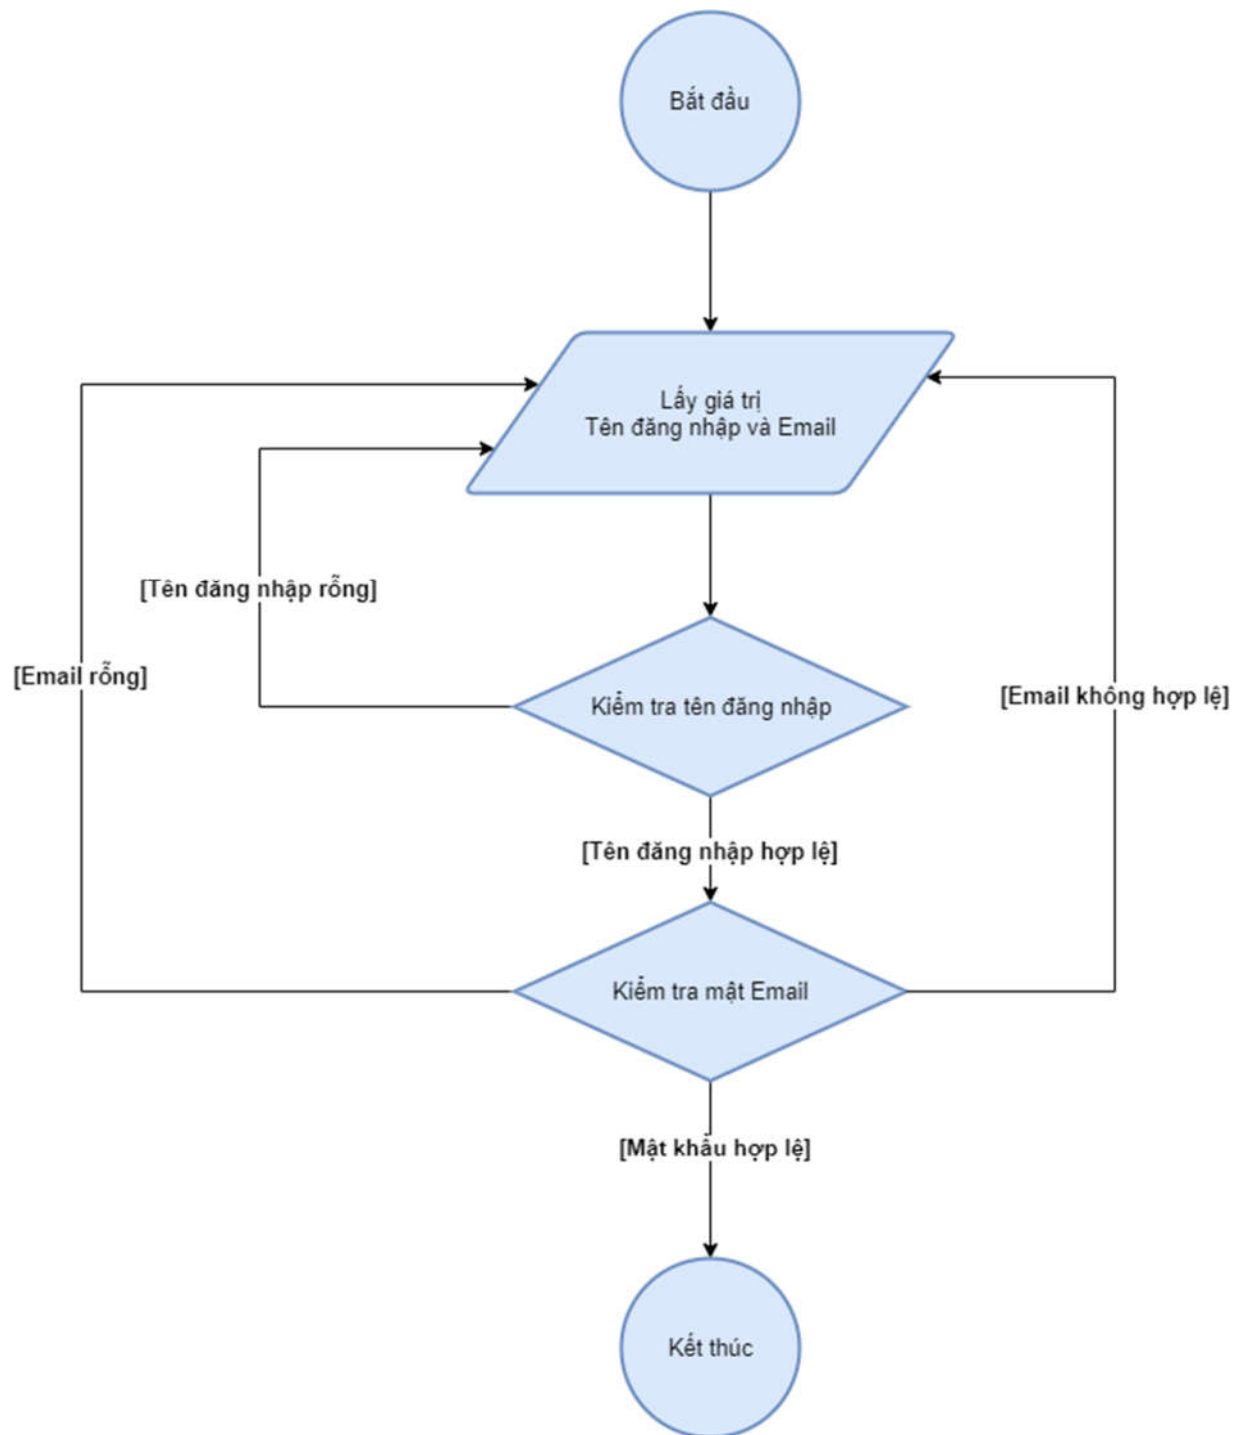 Bắt đầu
Lấy giá trị
Tên đăng nhập và Email
[Tên đăng nhập rỗng]
[Email rỗng]
[Email không hợp lệ]
Kiểm tra tên đăng nhập
[Tên đăng nhập hợp lệ]
Kiểm tra mật Email
[Mật khẩu hợp lệ]
Kết thúc